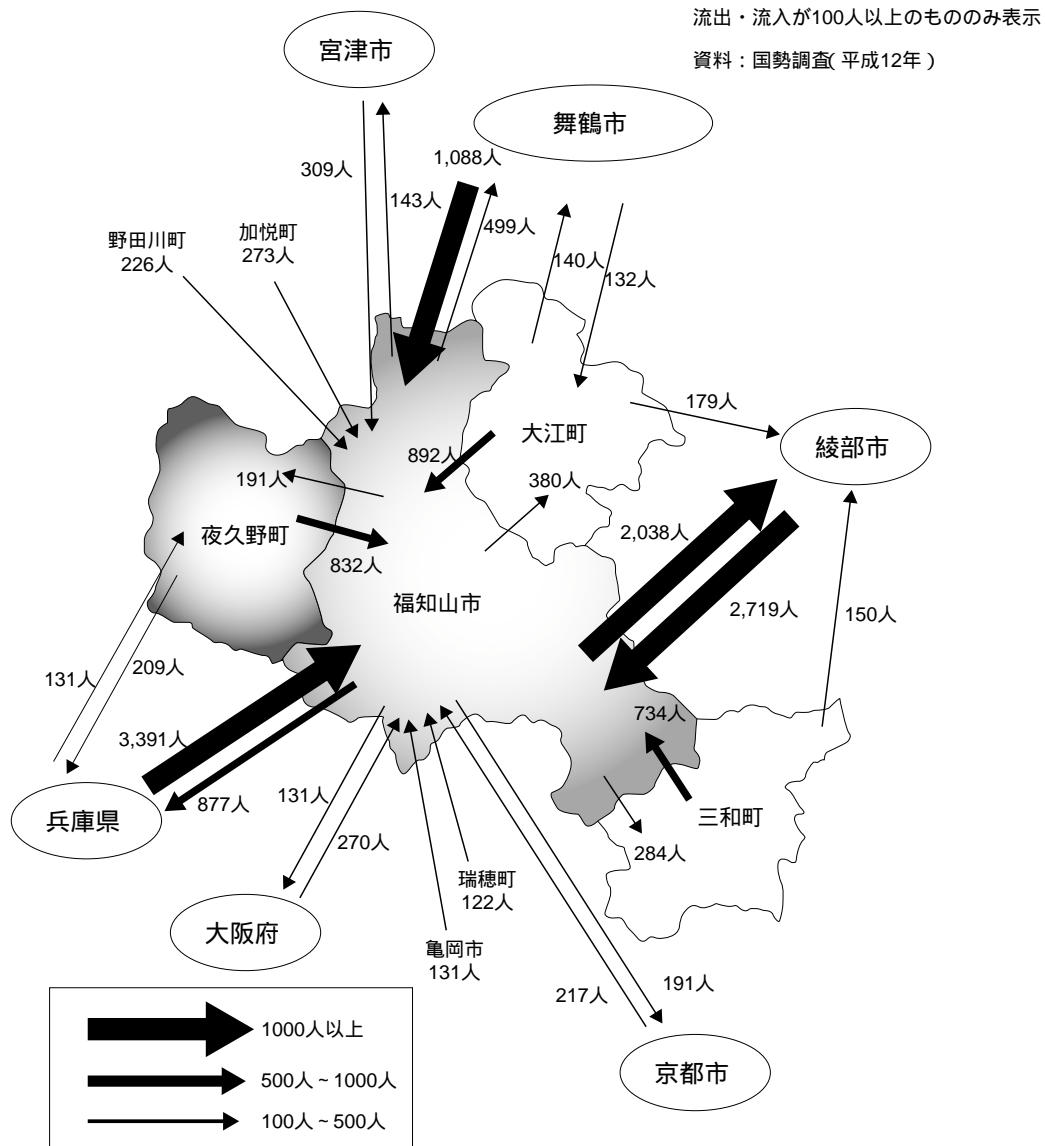 流出・流入が100人以上のもののみ表示
資料：国勢調査(平成12年)
宮津市
舞鶴市
1,088人
309人
143人
499人
野田川町
226人
加悦町
273人
140人
132人
179人
大江町
綾部市
892人
191人
380人
夜久野町
832人
2,038人
福知山市
2,719人
150人
131人
209人
734人
3,391人
兵庫県
877人
131人
三和町
270人
284人
瑞穂町
122人
大阪府
亀岡市
131人
217人
191人
京都市
1000人以上
500人~1000人
100人~500人